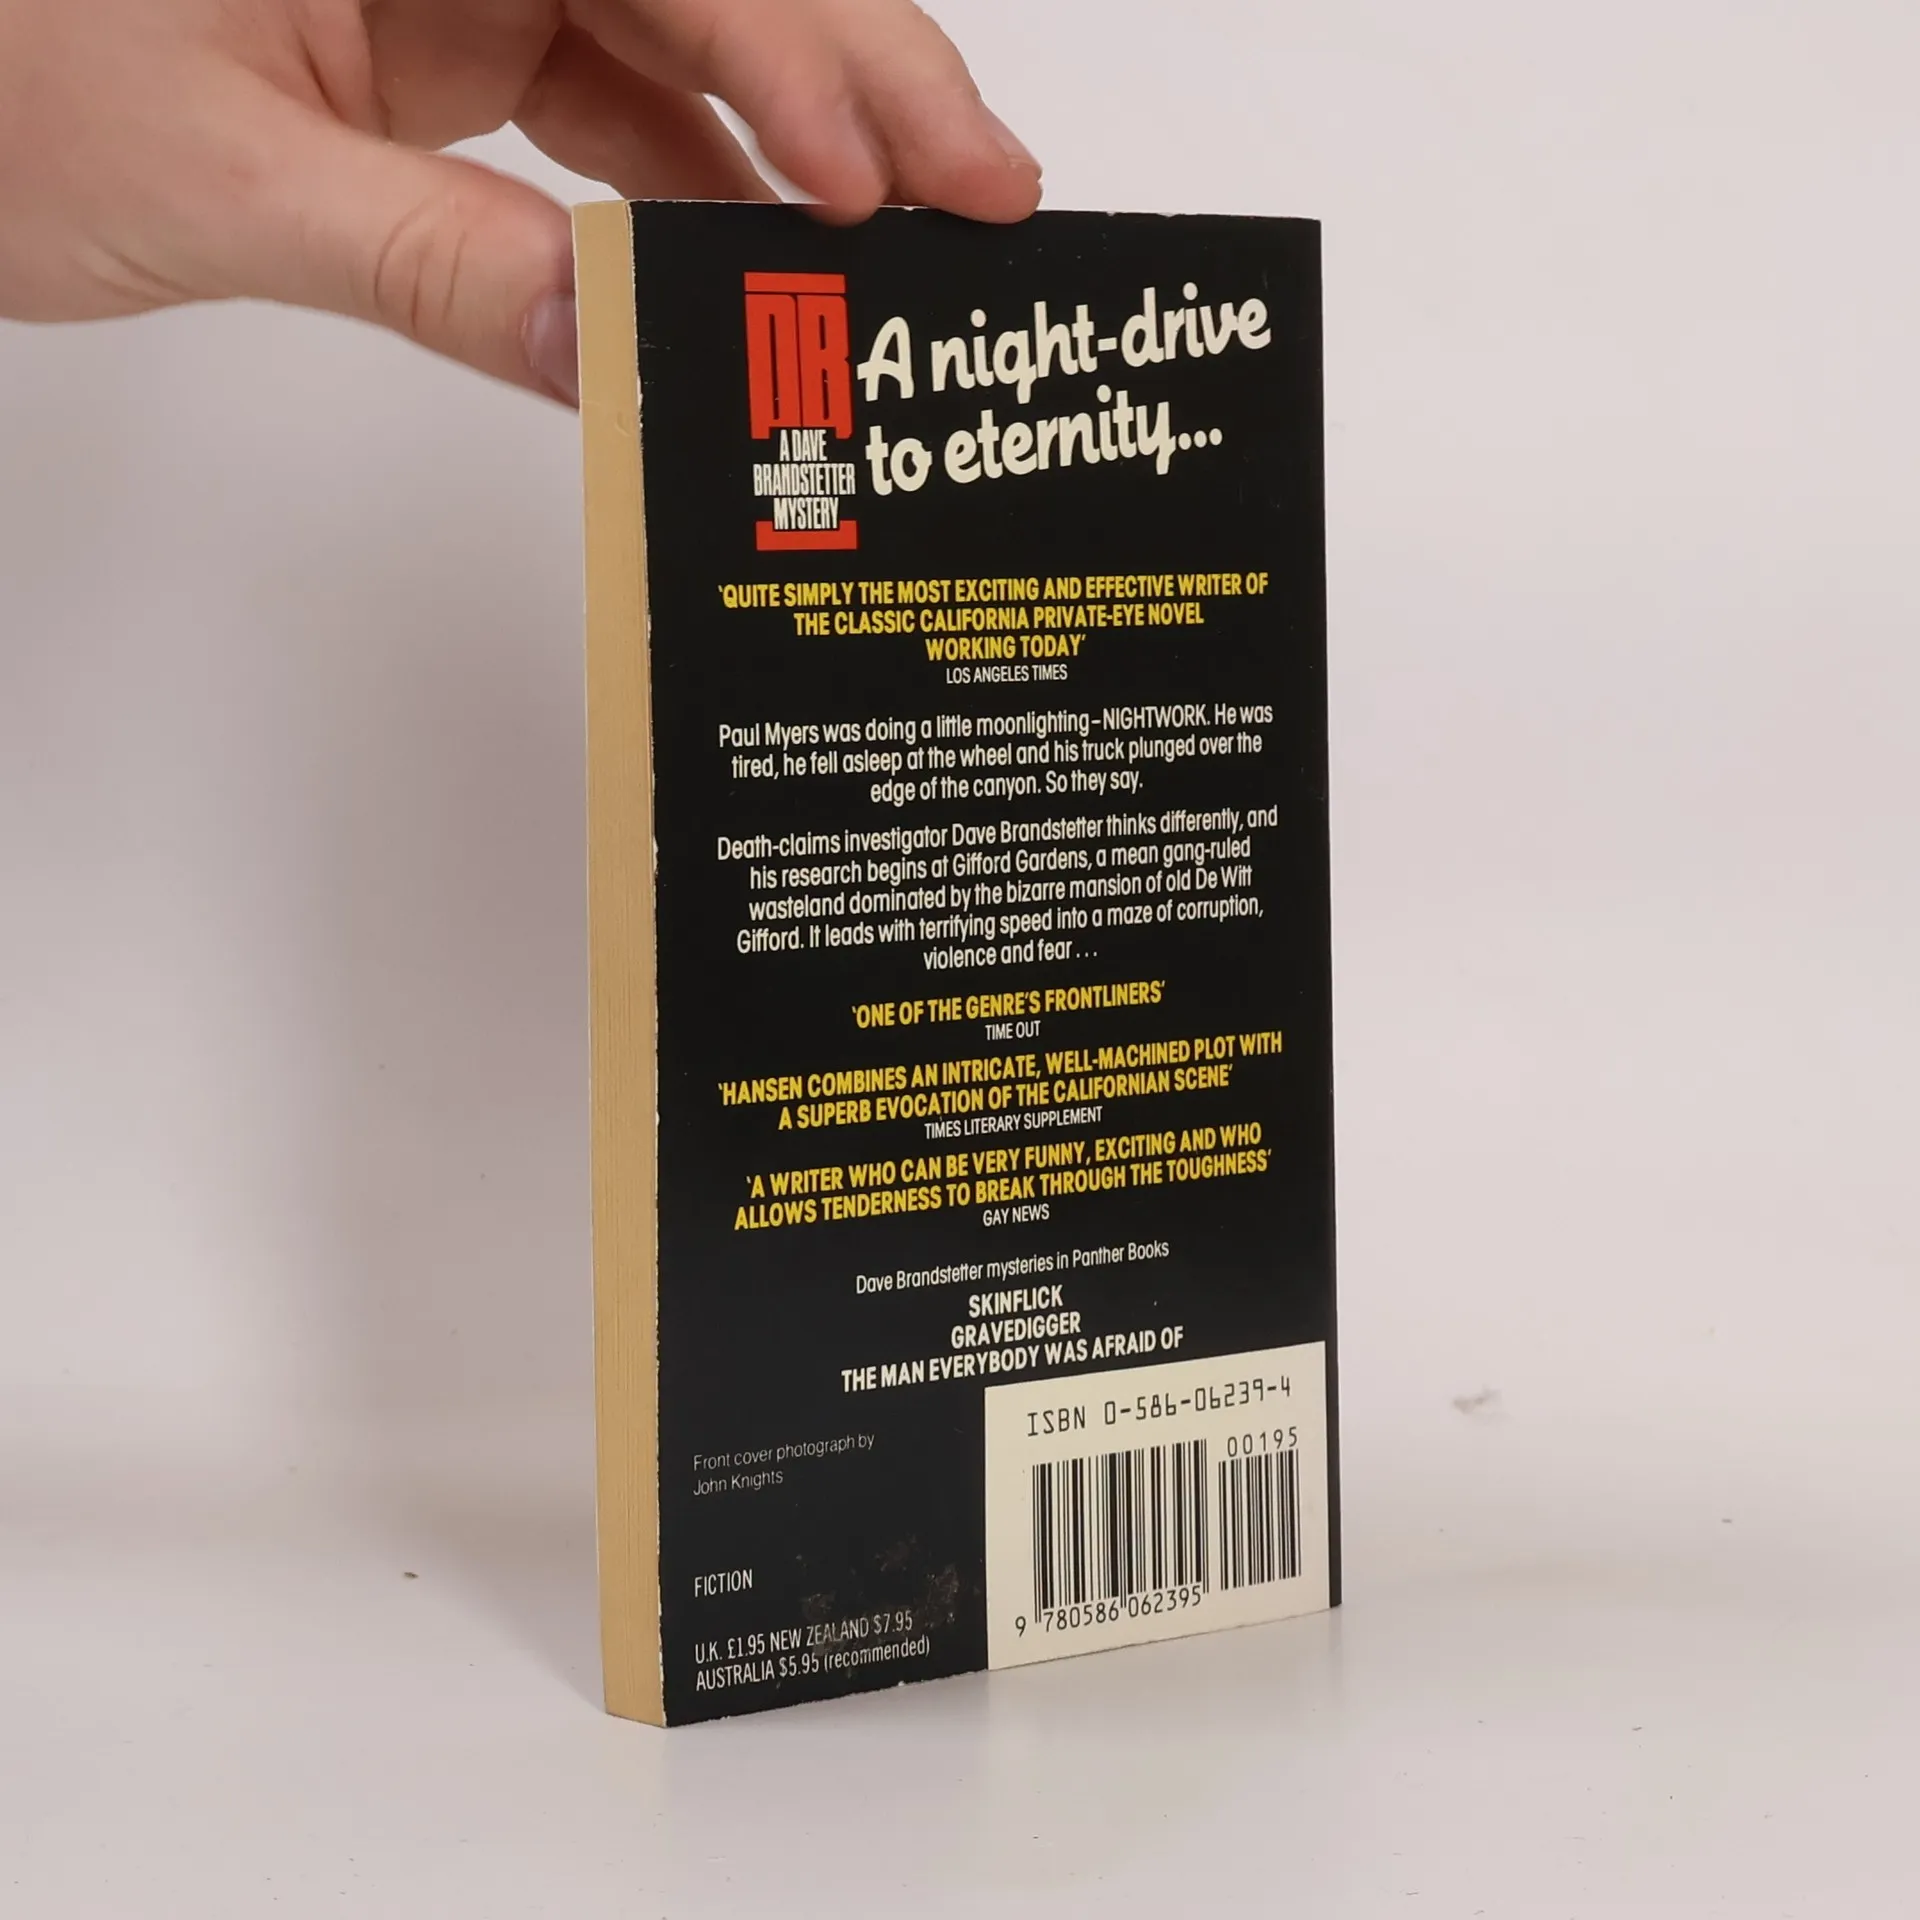 DB
A DAVE
BRANDSTETTER
MYSTERY
A night-drive
to eternity...
'QUITE SIMPLY THE MOST EXCITING AND EFFECTIVE WRITER OF
THE CLASSIC CALIFORNIA PRIVATE-EYE NOVEL
WORKING TODAY'
LOS ANGELES TIMES
Paul Myers was doing a little moonlighting – NIGHTWORK. He was
tired, he fell asleep at the wheel and his truck plunged over the
edge of the canyon. So they say.
Death-claims investigator Dave Brandstetter thinks differently, and
his research begins at Gifford Gardens, a mean gang-ruled
wasteland dominated by the bizarre mansion of old De Witt
Gifford. It leads with terrifying speed into a maze of corruption,
violence and fear . . .
'ONE OF THE GENRE'S FRONTLINERS'
TIME OUT
'HANSEN COMBINES AN INTRICATE, WELL-MACHINED PLOT WITH
A SUPERB EVOCATION OF THE CALIFORNIAN SCENE'
TIMES LITERARY SUPPLEMENT
'A WRITER WHO CAN BE VERY FUNNY, EXCITING AND WHO
ALLOWS TENDERNESS TO BREAK THROUGH THE TOUGHNESS'
GAY NEWS
Dave Brandstetter mysteries in Panther Books
SKINFLICK
GRAVEDIGGER
THE MAN EVERYBODY WAS AFRAID OF
Front cover photograph by
John Knights
FICTION
U.K. £1.95 NEW ZEALAND $7.95
AUSTRALIA $5.95 (recommended)
ISBN 0-586-06239-4
00195
9 780586 062395